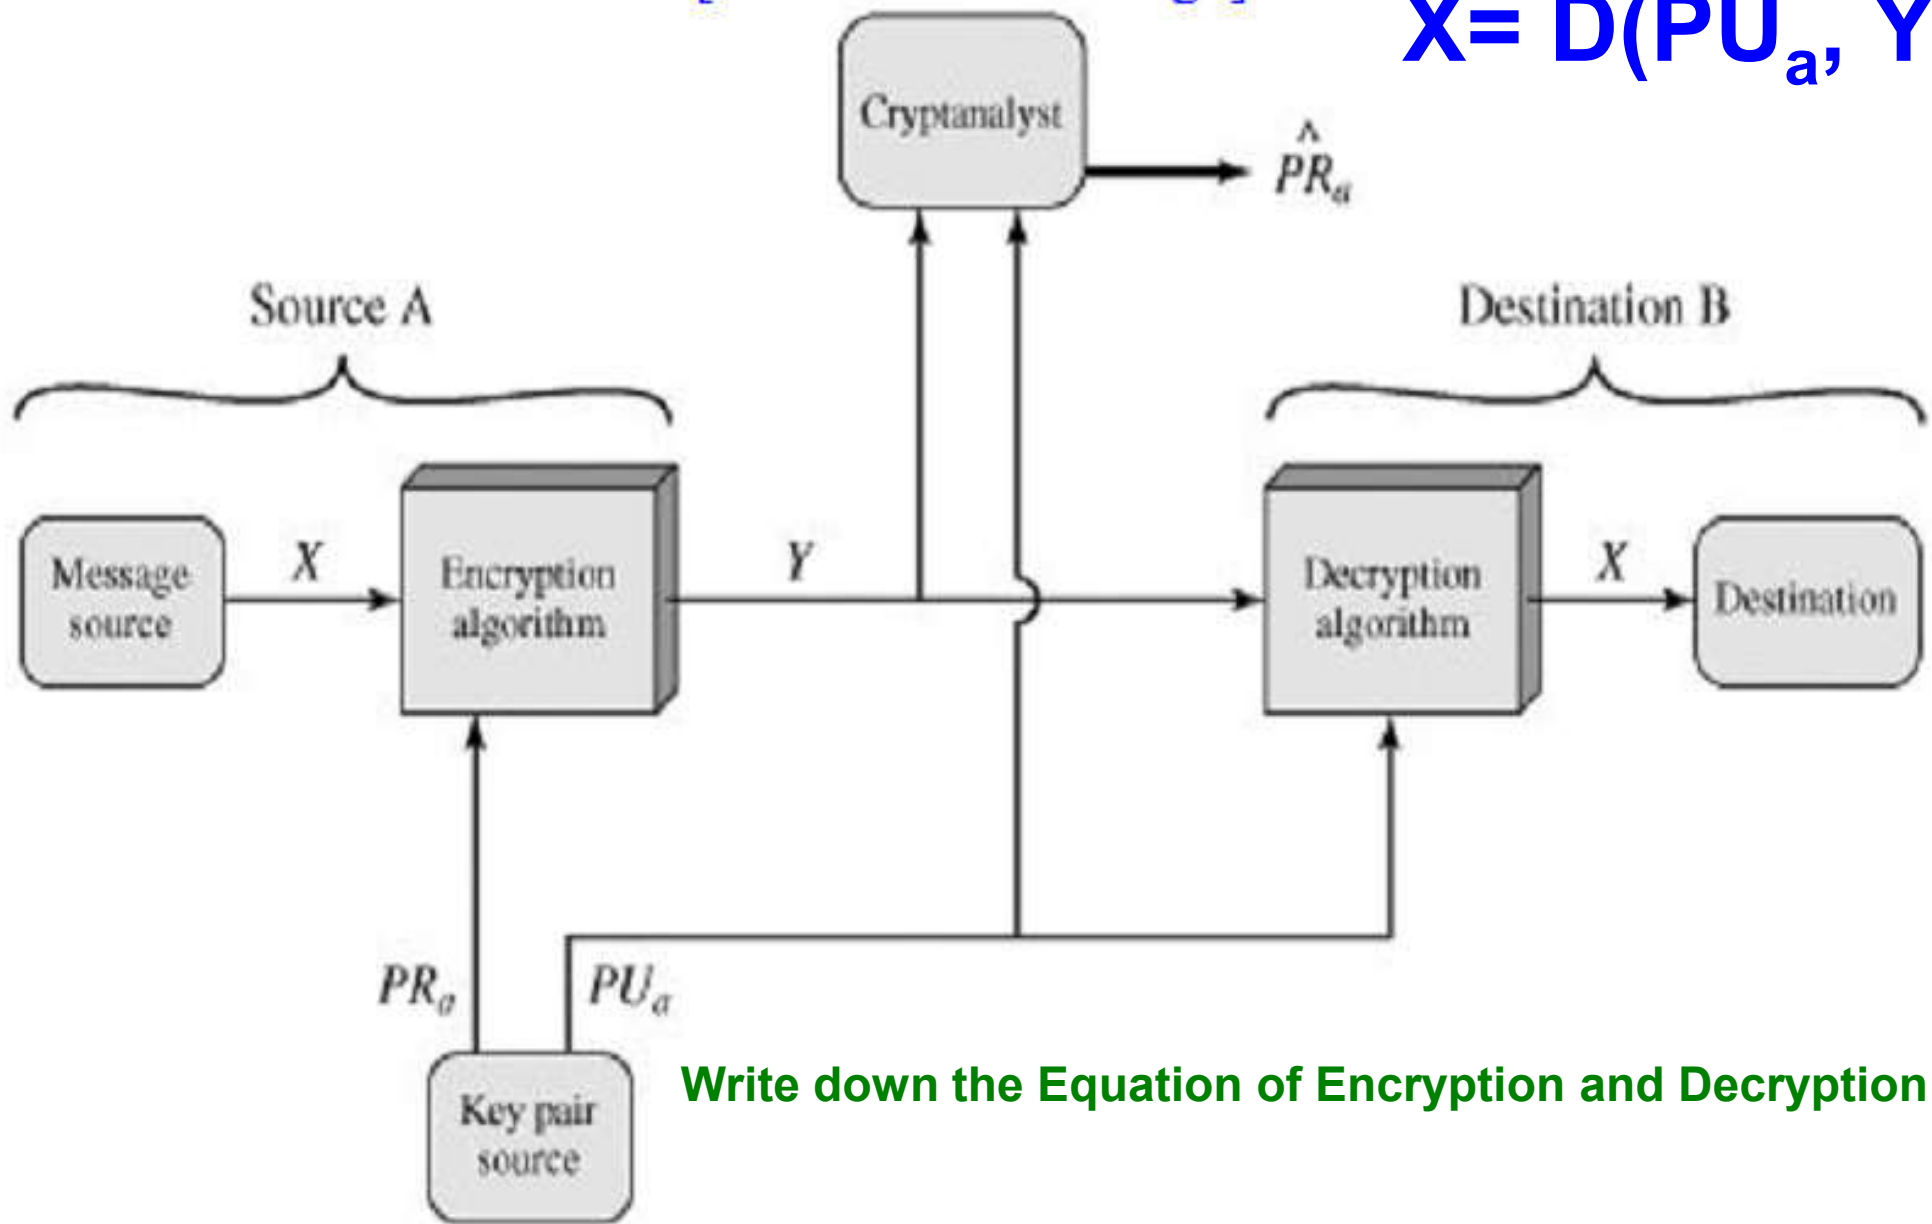 X= D(PUₐ, Y
Cryptanalyst
^
PRₐ
Source A
Destination B
Message
source
X
Encryption
algorithm
Y
Decryption
algorithm
X
Destination
PRₐ
PUₐ
Key pair
source
Write down the Equation of Encryption and Decryption